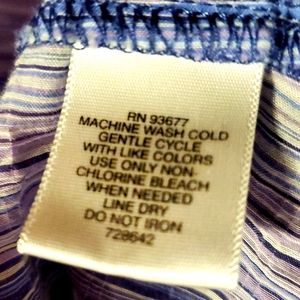 RN 93677
MACHINE WASH COLD
GENTLE CYCLE
WITH LIKE COLORS
USE ONLY NON-
CHLORINE BLEACH
WHEN NEEDED
LINE DRY
DO NOT IRON
728642